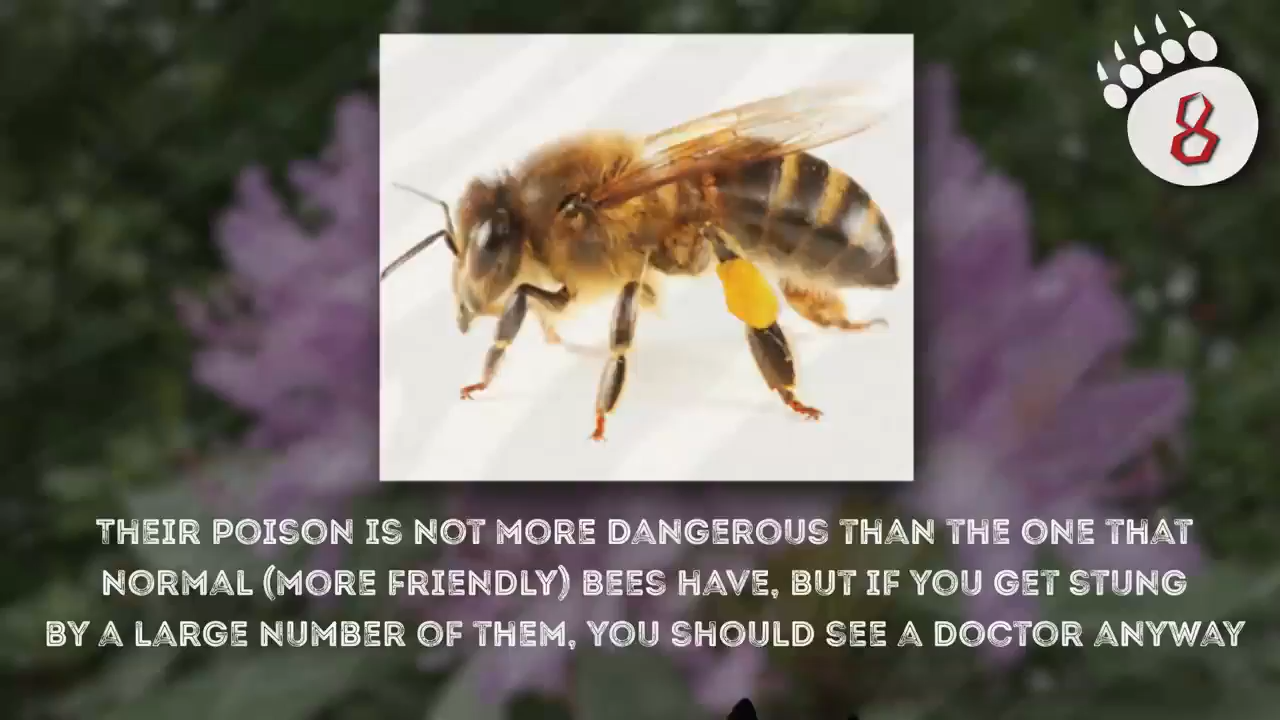 8
THEIR POISON IS NOT MORE DANGEROUS THAN THE ONE THAT
NORMAL (MORE FRIENDLY) BEES HAVE, BUT IF YOU GET STUNG
BY A LARGE NUMBER OF THEM, YOU SHOULD SEE A DOCTOR ANYWAY